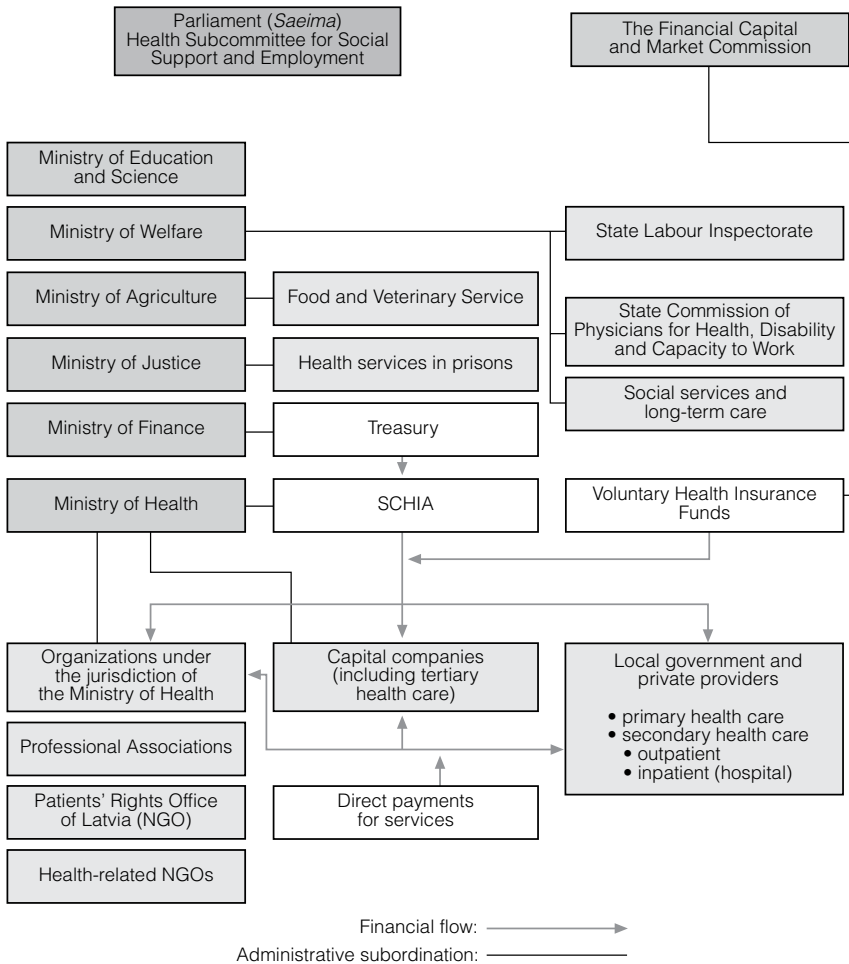 Parliament (Saeima)
Health Subcommittee for Social
Support and Employment
The Financial Capital
and Market Commission
Ministry of Education
and Science
Ministry of Welfare
State Labour Inspectorate
Ministry of Agriculture
Food and Veterinary Service
State Commission of
Physicians for Health, Disability
and Capacity to Work
Ministry of Justice
Health services in prisons
Social services and
long-term care
Ministry of Finance
Treasury
Ministry of Health
SCHIA
Voluntary Health Insurance
Funds
Organizations under
the jurisdiction of
the Ministry of Health
Capital companies
(including tertiary
health care)
Local government and
private providers
• primary health care
• secondary health care
• outpatient
• inpatient (hospital)
Professional Associations
Patients’ Rights Office
of Latvia (NGO)
Direct payments
for services
Health-related NGOs
Financial flow:
Administrative subordination: